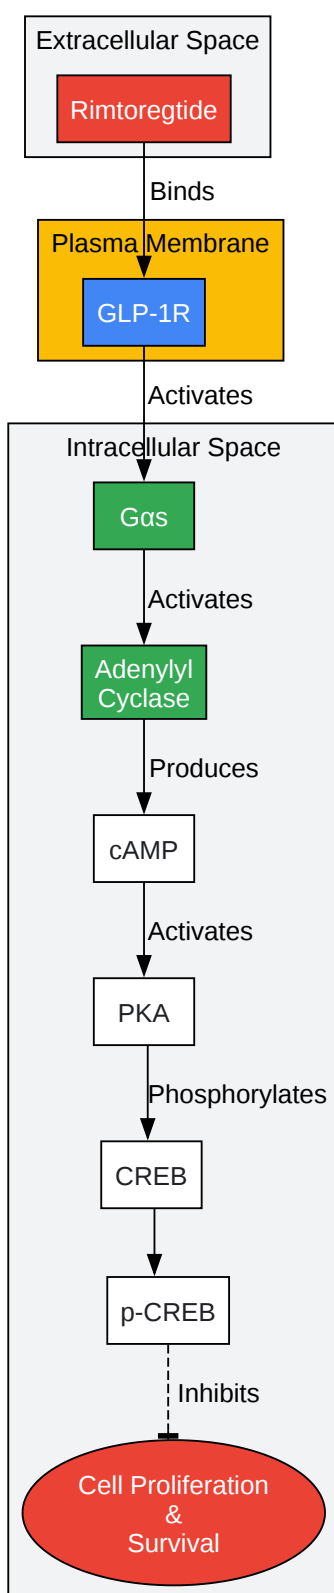 Extracellular Space
Rimtoregtide
Binds
Plasma Membrane
GLP-1R
Activates
Intracellular Space
Gαs
Activates
Adenylyl
Cyclase
Produces
cAMP
Activates
PKA
Phosphorylates
CREB
p-CREB
Inhibits
Cell Proliferation
&
Survival